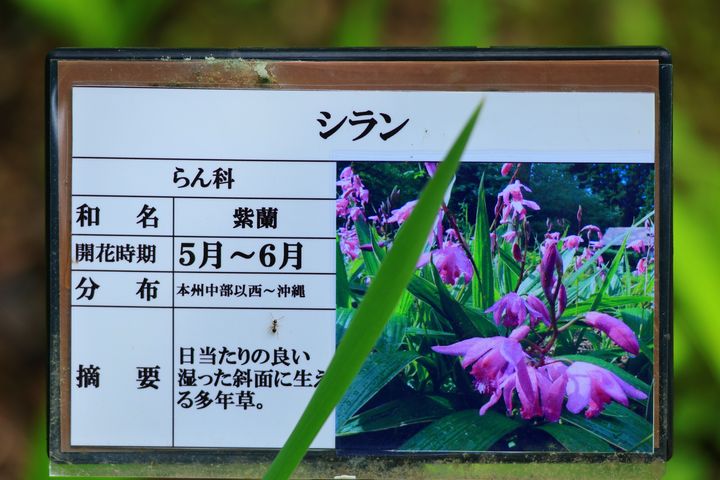 シラン
らん科
和名 紫蘭
開花時期 5月～6月
分布 本州中部以西～沖縄
摘要 日当たりの良い
湿った斜面に生え
る多年草。